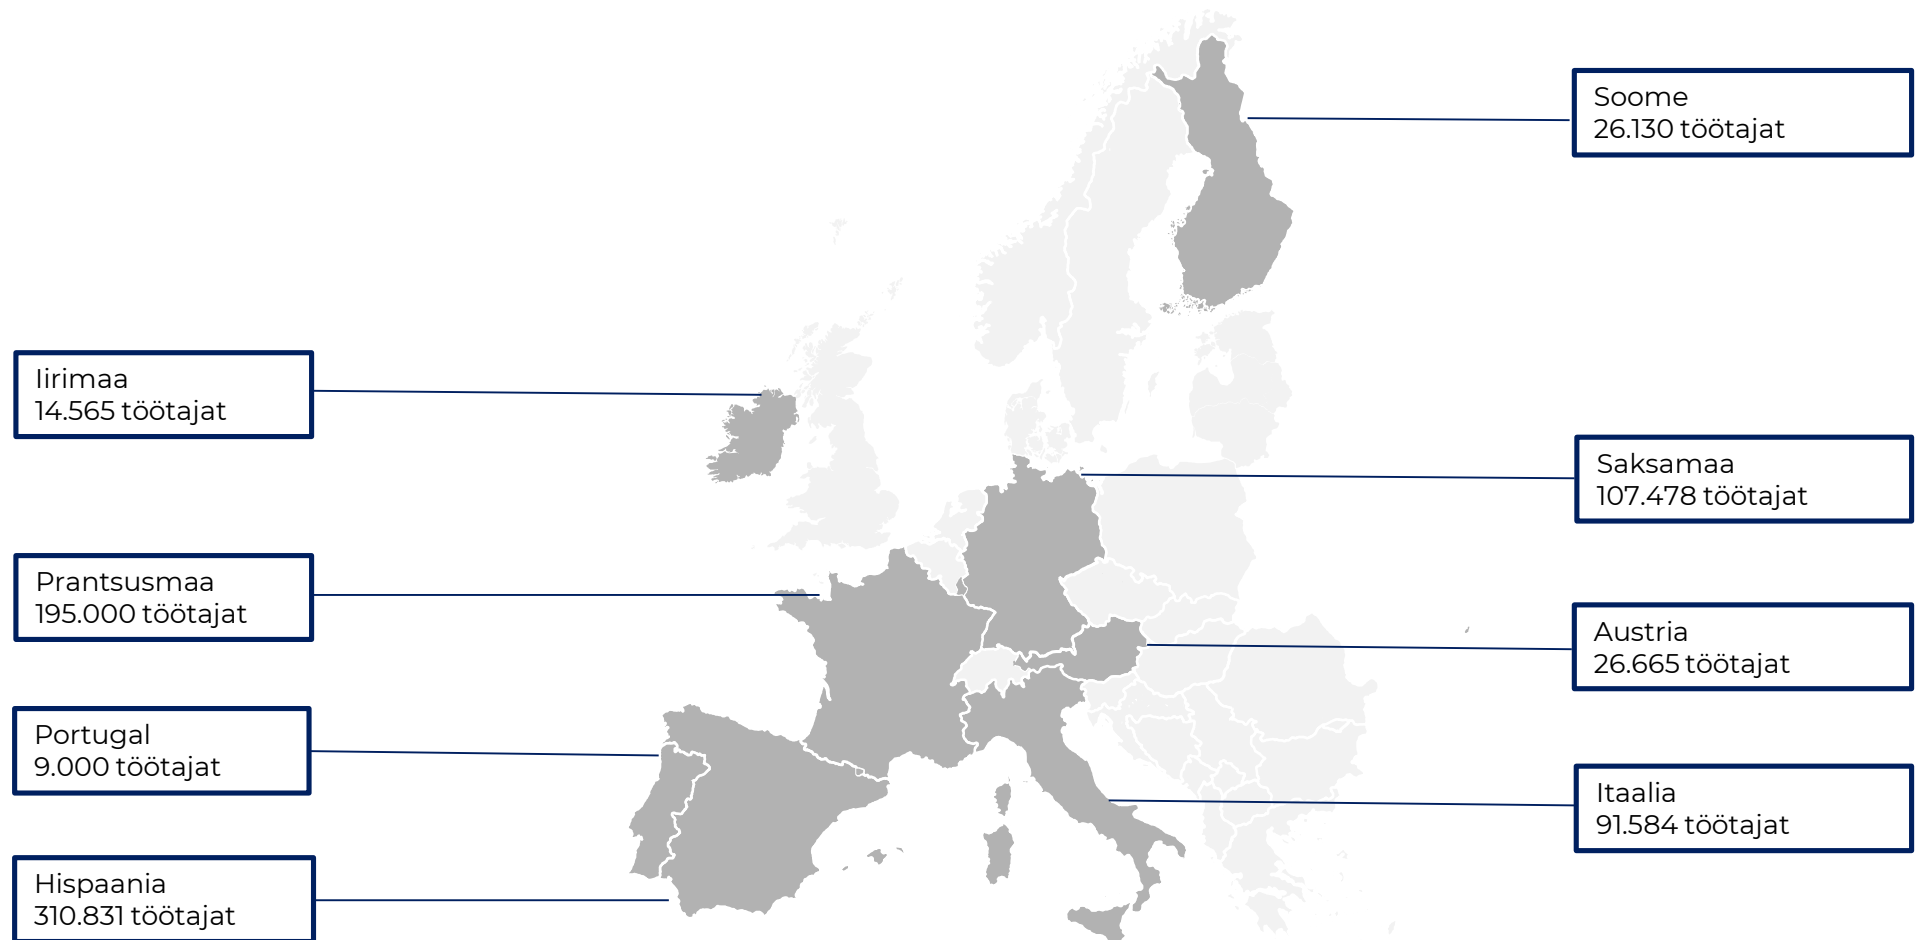 Soome
26.130 töötajat
Iirimaa
14.565 töötajat
Saksamaa
107.478 töötajat
Prantsusmaa
195.000 töötajat
Austria
26.665 töötajat
Portugal
9.000 töötajat
Itaalia
91.584 töötajat
Hispaania
310.831 töötajat